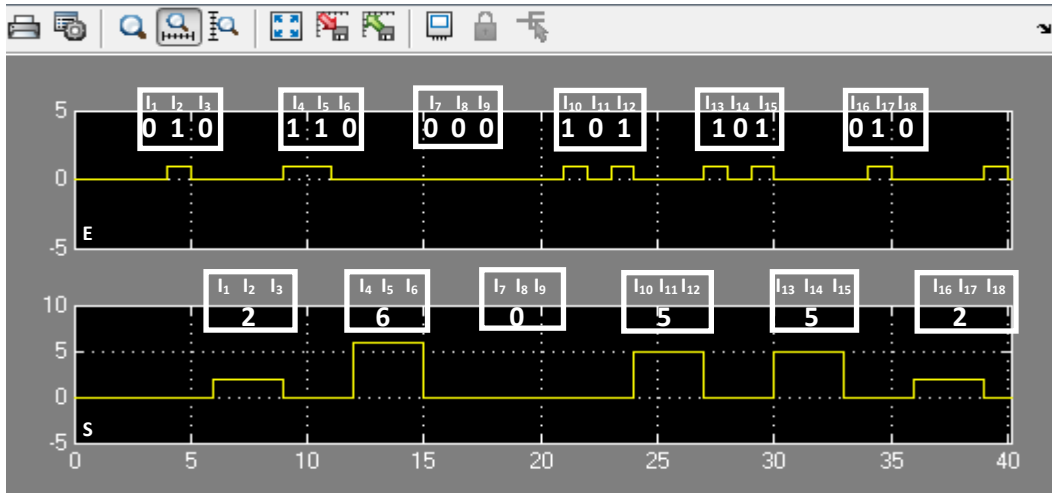 I₁ I₂ I₃ I₄ I₅ I₆ I₇ I₈ I₉ I₁₀ I₁₁ I₁₂ I₁₃ I₁₄ I₁₅ I₁₆ I₁₇ I₁₈
5
0 1 0 1 1 0 0 0 0 1 0 1 1 0 1 0 1 0
0
E
-5
I₁ I₂ I₃ I₄ I₅ I₆ I₇ I₈ I₉ I₁₀ I₁₁ I₁₂ I₁₃ I₁₄ I₁₅ I₁₆ I₁₇ I₁₈
10
2 6 0 5 5 2
5
0
S
-5
0 5 10 15 20 25 30 35 40